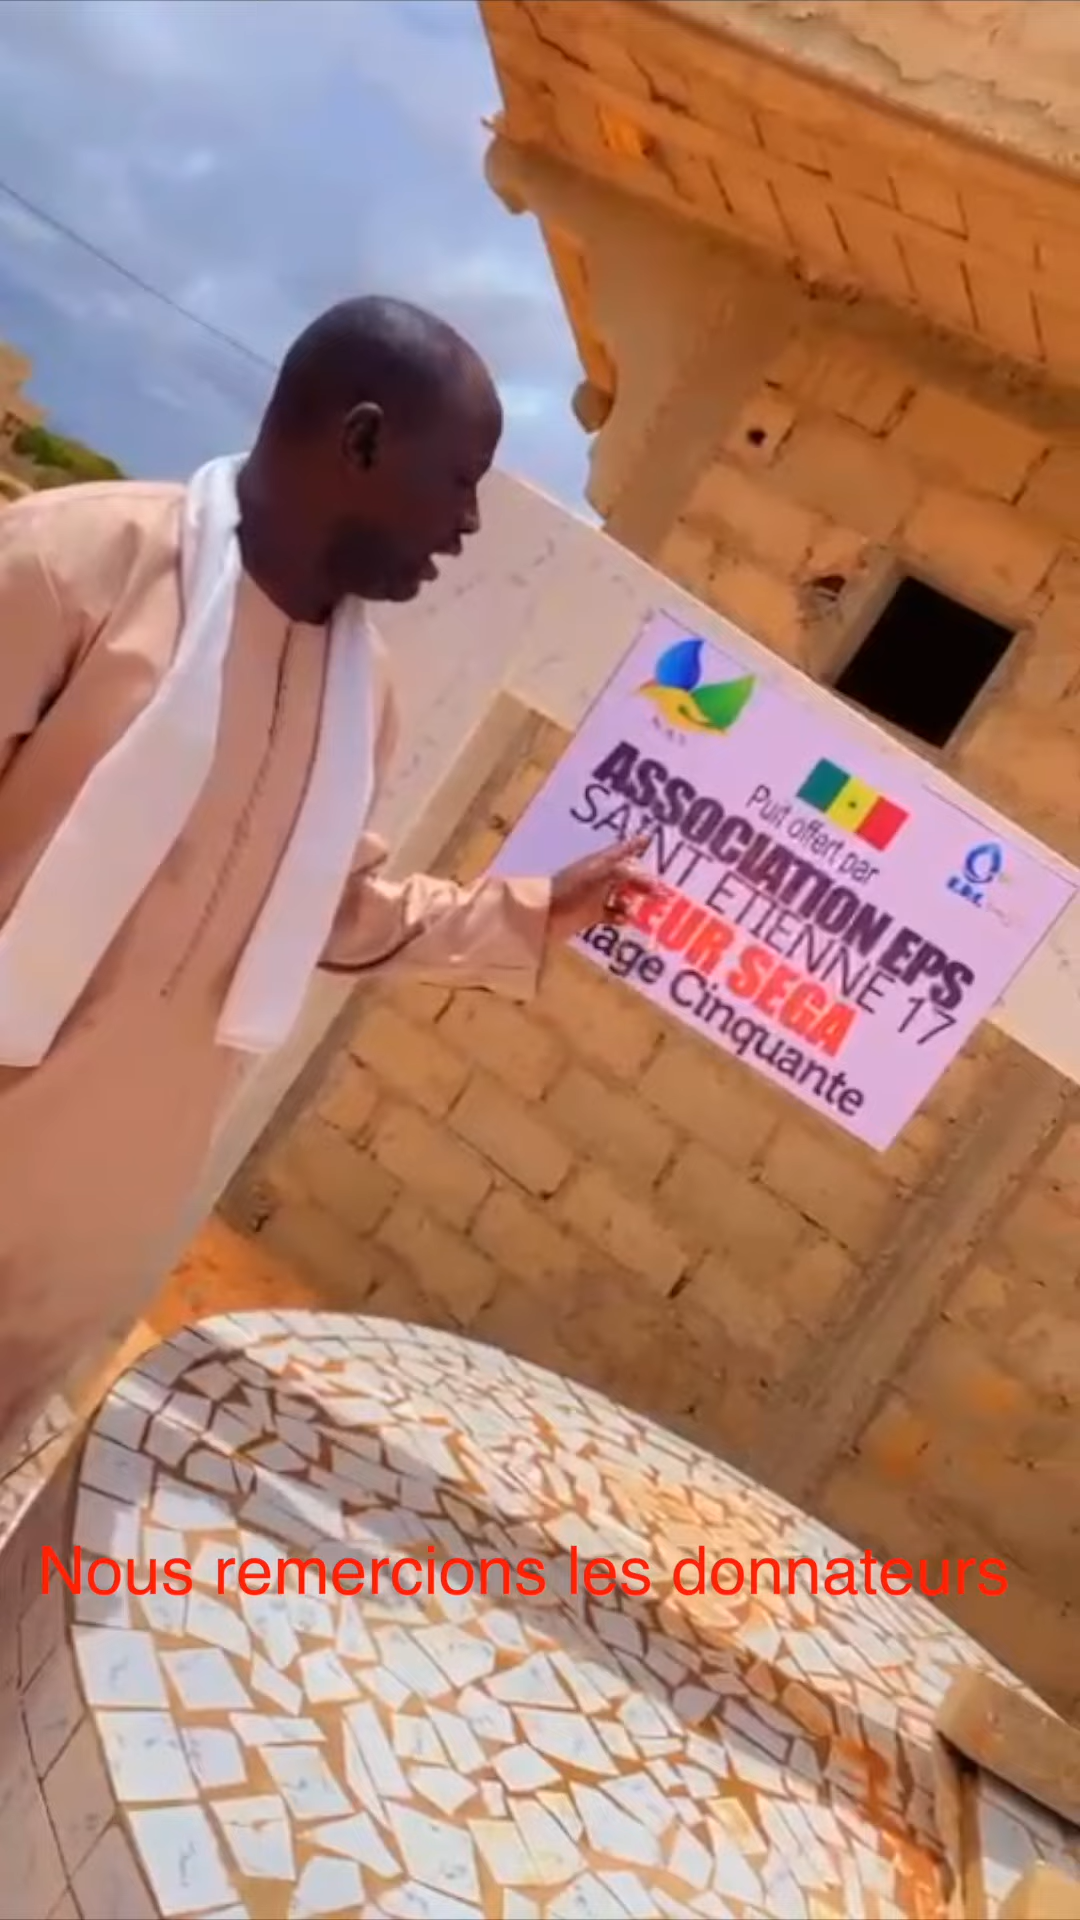 Puit offert par
ASSOCIATION EPS
SAINT ETIENNE 17
SEGA
Cinquante
Nous remercions les donnateurs